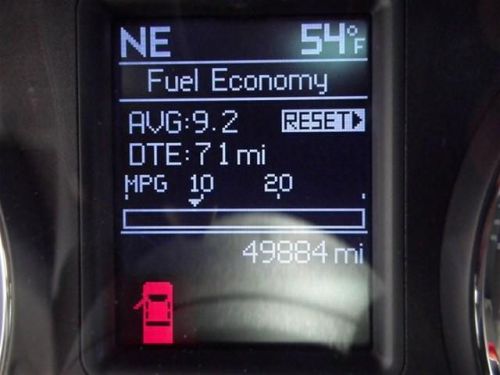 NE 54°F
Fuel Economy
AVG:9.2 RESET
DTE:71 mi
MPG 10 20
49884 mi